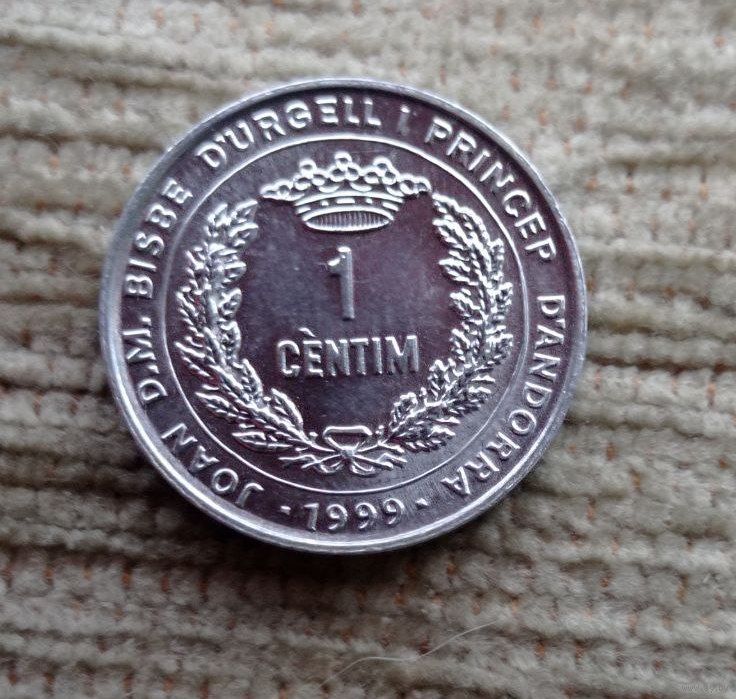 JOAN D.M. BISBE D'URGELL I PRINCEP D'ANDORRA
1
CÈNTIM
· 1999 ·